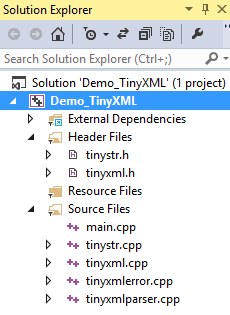 Solution Explorer
Search Solution Explorer (Ctrl+;)
Solution 'Demo_TinyXML' (1 project)
Demo_TinyXML
External Dependencies
Header Files
tinystr.h
tinyxml.h
Resource Files
Source Files
main.cpp
tinystr.cpp
tinyxml.cpp
tinyxmlerror.cpp
tinyxmlparser.cpp